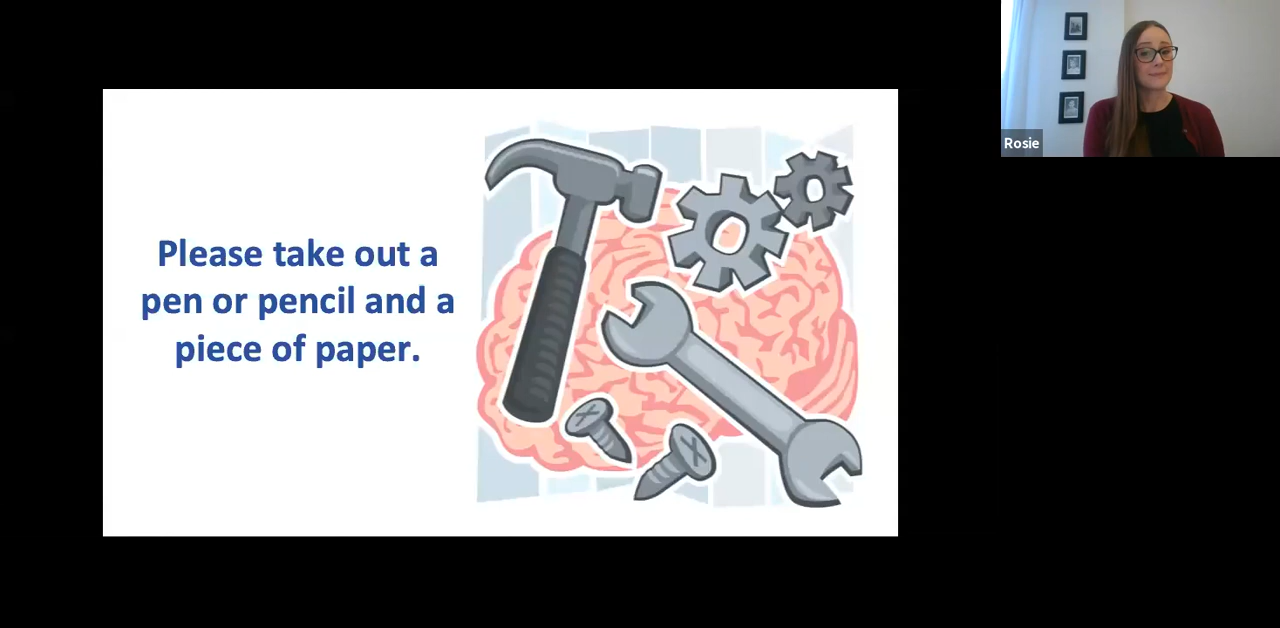 Please take out a
pen or pencil and a
piece of paper.
Rosie